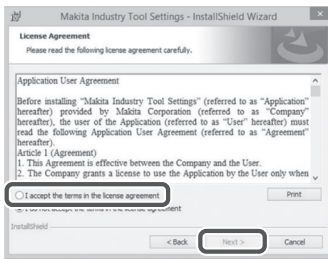 Makita Industry Tool Settings - InstallShield Wizard
License Agreement
Please read the following license agreement carefully.
Application User Agreement
Before installing "Makita Industry Tool Settings" (referred to as "Application"
hereafter) provided by Makita Corporation (referred to as "Company"
hereafter), the user of the Application (referred to as "User" hereafter) must
read the following Application User Agreement (referred to as "Agreement"
hereafter).
Article 1 (Agreement)
1. This Agreement is effective between the Company and the User.
2. The Company grants a license to use the Application by the User only when
I accept the terms in the license agreement
Print
I do not accept the terms in the license agreement
InstallShield
< Back
Next >
Cancel